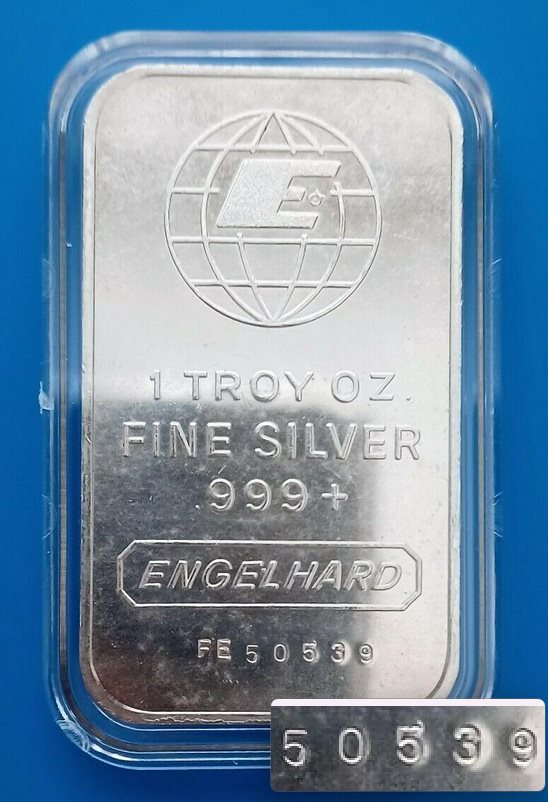 E
1 TROY OZ.
FINE SILVER
.999+
ENGELHARD
FE 50539
50539